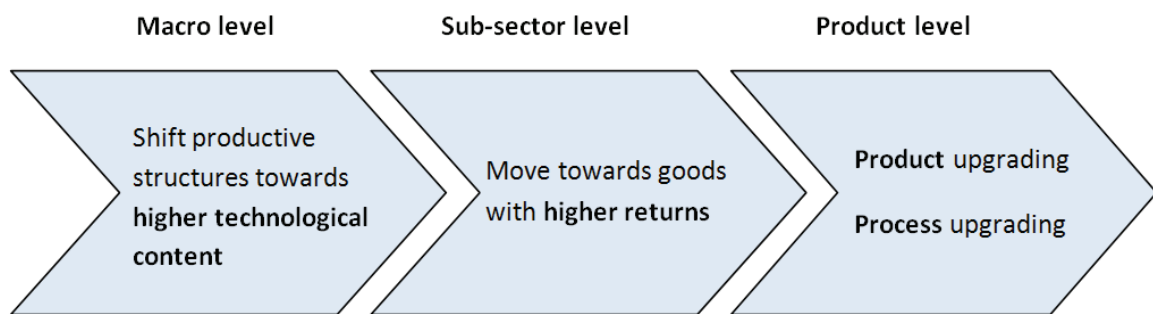 Macro level
Sub-sector level
Product level
Shift productive
structures towards
higher technological
content
Move towards goods
with higher returns
Product upgrading
Process upgrading